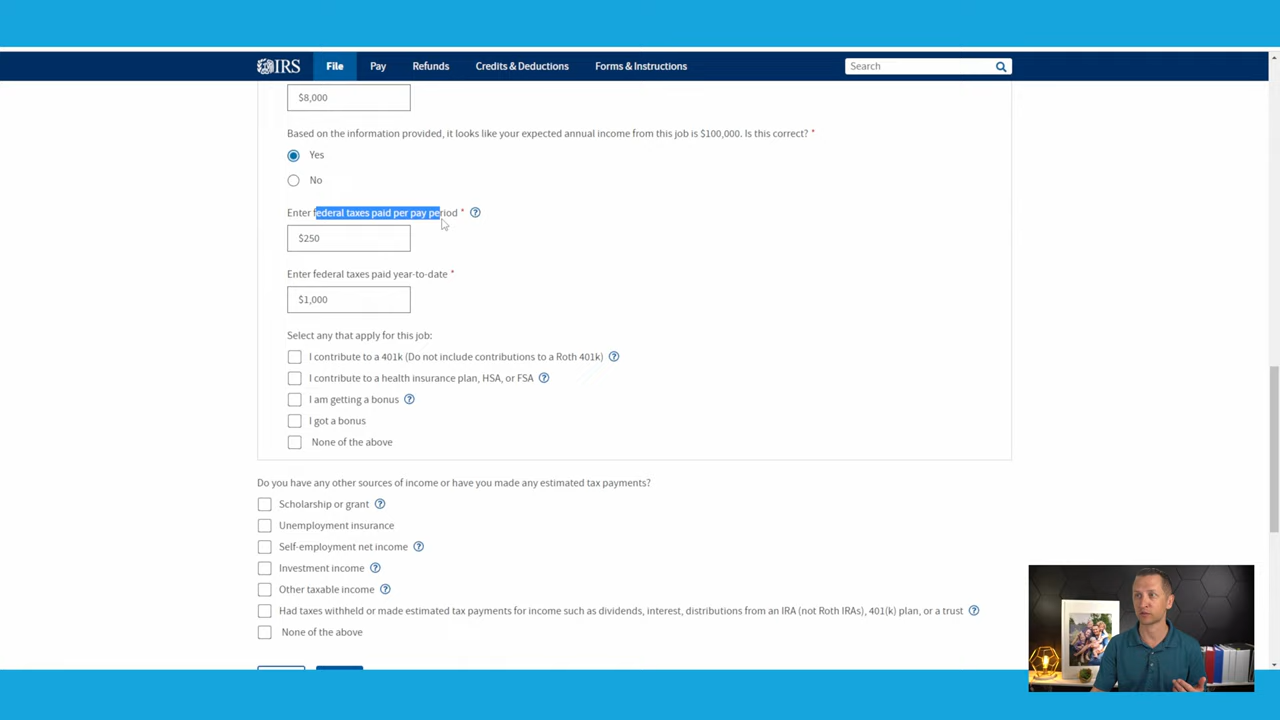 IRS
File
Pay
Refunds
Credits & Deductions
Forms & Instructions
Search
$8,000
Based on the information provided, it looks like your expected annual income from this job is $100,000. Is this correct? *
Yes
No
Enter federal taxes paid per pay period * ?
$250
Enter federal taxes paid year-to-date *
$1,000
Select any that apply for this job:
I contribute to a 401k (Do not include contributions to a Roth 401k) ?
I contribute to a health insurance plan, HSA, or FSA ?
I am getting a bonus ?
I got a bonus
None of the above
Do you have any other sources of income or have you made any estimated tax payments?
Scholarship or grant ?
Unemployment insurance
Self-employment net income ?
Investment income ?
Other taxable income ?
Had taxes withheld or made estimated tax payments for income such as dividends, interest, distributions from an IRA (not Roth IRAs), 401(k) plan, or a trust ?
None of the above